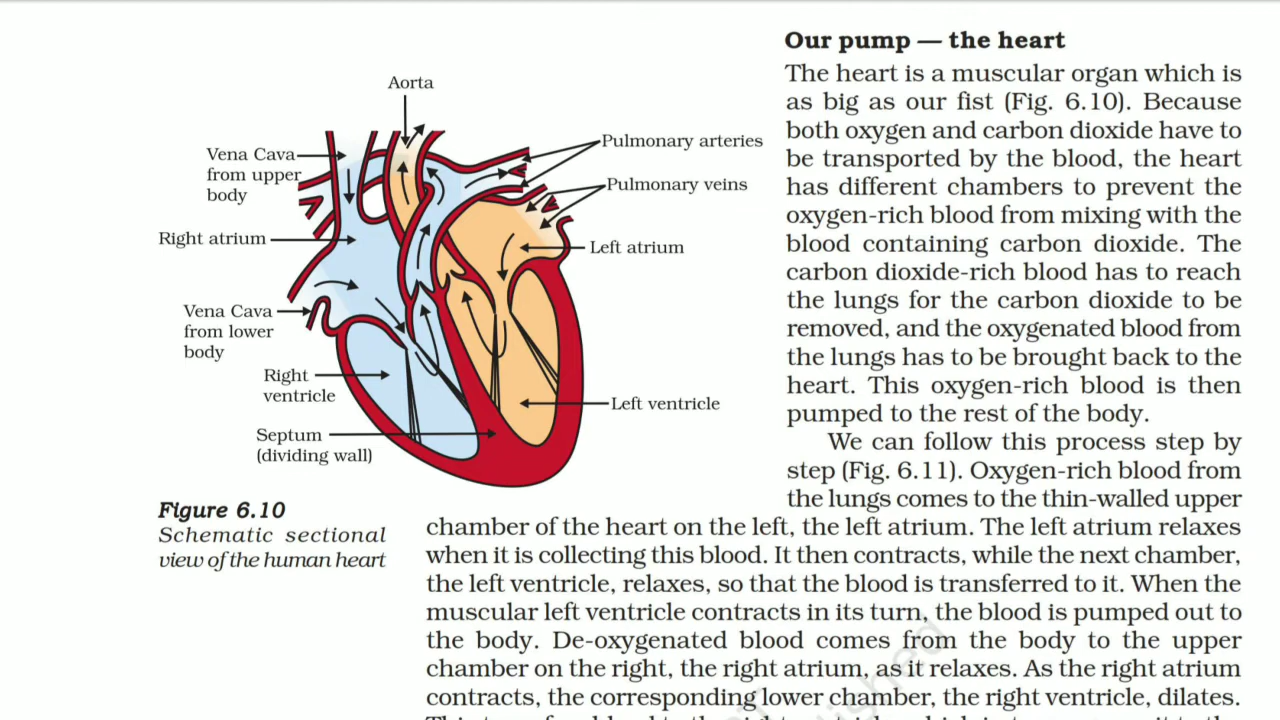 Aorta
Vena Cava
from upper
body
Right atrium
Vena Cava
from lower
body
Right
ventricle
Septum
(dividing wall)
Pulmonary arteries
Pulmonary veins
Left atrium
Left ventricle
Figure 6.10
Schematic sectional
view of the human heart
Our pump — the heart
The heart is a muscular organ which is
as big as our fist (Fig. 6.10). Because
both oxygen and carbon dioxide have to
be transported by the blood, the heart
has different chambers to prevent the
oxygen-rich blood from mixing with the
blood containing carbon dioxide. The
carbon dioxide-rich blood has to reach
the lungs for the carbon dioxide to be
removed, and the oxygenated blood from
the lungs has to be brought back to the
heart. This oxygen-rich blood is then
pumped to the rest of the body.
We can follow this process step by
step (Fig. 6.11). Oxygen-rich blood from
the lungs comes to the thin-walled upper
chamber of the heart on the left, the left atrium. The left atrium relaxes
when it is collecting this blood. It then contracts, while the next chamber,
the left ventricle, relaxes, so that the blood is transferred to it. When the
muscular left ventricle contracts in its turn, the blood is pumped out to
the body. De-oxygenated blood comes from the body to the upper
chamber on the right, the right atrium, as it relaxes. As the right atrium
contracts, the corresponding lower chamber, the right ventricle, dilates.